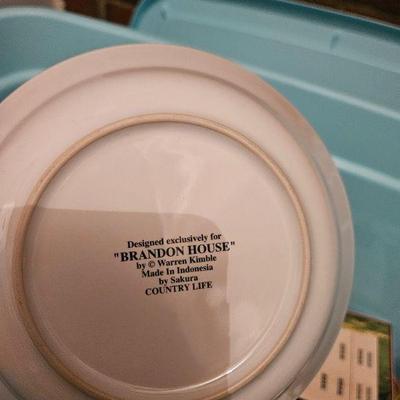 Designed exclusively for
"BRANDON HOUSE"
by © Warren Kimble
Made In Indonesia
by Sakura
COUNTRY LIFE